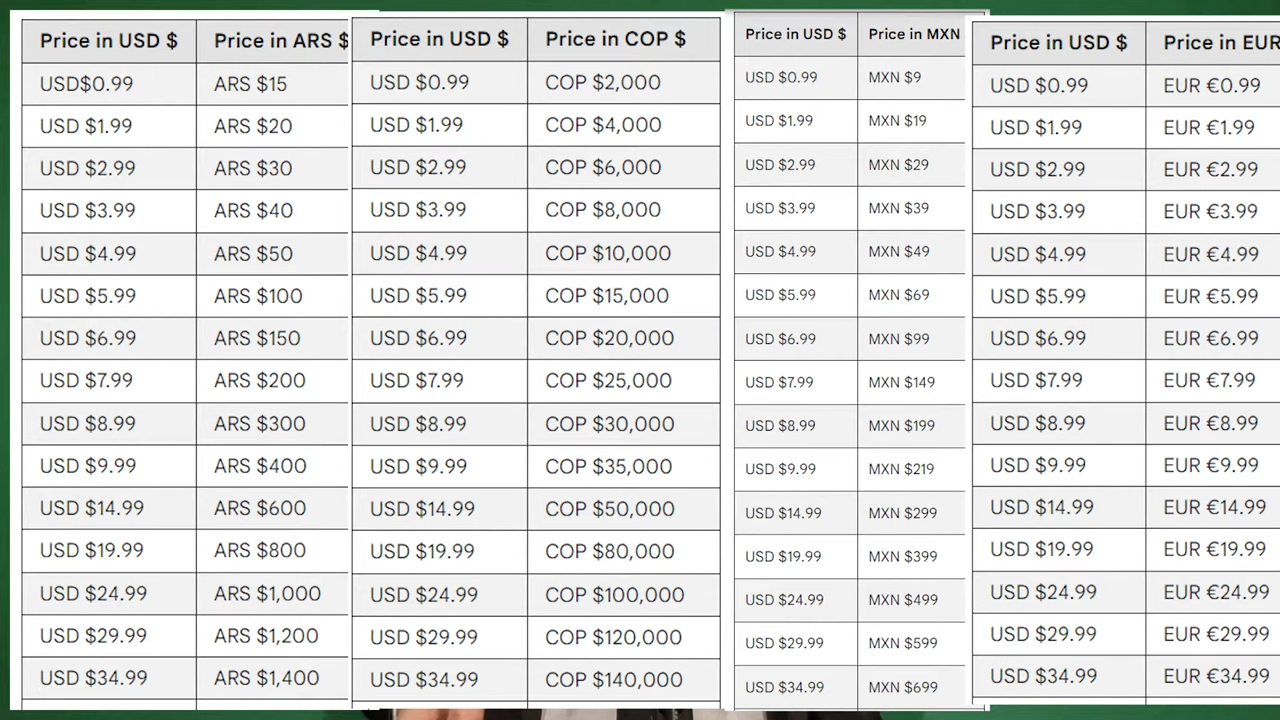 Price in USD $ Price in ARS $
USD$0.99 ARS $15
USD $1.99 ARS $20
USD $2.99 ARS $30
USD $3.99 ARS $40
USD $4.99 ARS $50
USD $5.99 ARS $100
USD $6.99 ARS $150
USD $7.99 ARS $200
USD $8.99 ARS $300
USD $9.99 ARS $400
USD $14.99 ARS $600
USD $19.99 ARS $800
USD $24.99 ARS $1,000
USD $29.99 ARS $1,200
USD $34.99 ARS $1,400
Price in USD $ Price in COP $
USD $0.99 COP $2,000
USD $1.99 COP $4,000
USD $2.99 COP $6,000
USD $3.99 COP $8,000
USD $4.99 COP $10,000
USD $5.99 COP $15,000
USD $6.99 COP $20,000
USD $7.99 COP $25,000
USD $8.99 COP $30,000
USD $9.99 COP $35,000
USD $14.99 COP $50,000
USD $19.99 COP $80,000
USD $24.99 COP $100,000
USD $29.99 COP $120,000
USD $34.99 COP $140,000
Price in USD $ Price in MXN
USD $0.99 MXN $9
USD $1.99 MXN $19
USD $2.99 MXN $29
USD $3.99 MXN $39
USD $4.99 MXN $49
USD $5.99 MXN $69
USD $6.99 MXN $99
USD $7.99 MXN $149
USD $8.99 MXN $199
USD $9.99 MXN $219
USD $14.99 MXN $299
USD $19.99 MXN $399
USD $24.99 MXN $499
USD $29.99 MXN $599
USD $34.99 MXN $699
Price in USD $ Price in EUR
USD $0.99 EUR €0.99
USD $1.99 EUR €1.99
USD $2.99 EUR €2.99
USD $3.99 EUR €3.99
USD $4.99 EUR €4.99
USD $5.99 EUR €5.99
USD $6.99 EUR €6.99
USD $7.99 EUR €7.99
USD $8.99 EUR €8.99
USD $9.99 EUR €9.99
USD $14.99 EUR €14.99
USD $19.99 EUR €19.99
USD $24.99 EUR €24.99
USD $29.99 EUR €29.99
USD $34.99 EUR €34.99